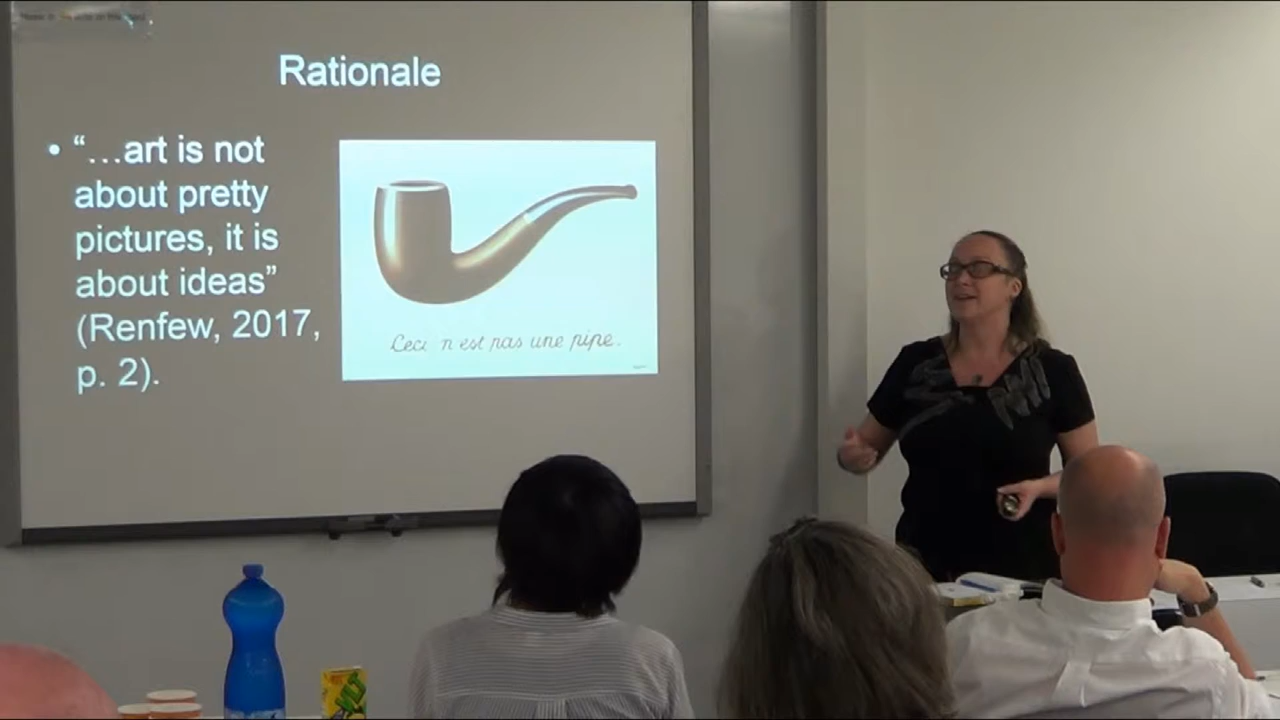 Rationale
• “…art is not
about pretty
pictures, it is
about ideas”
(Renfew, 2017,
p. 2).
Ceci n'est pas une pipe.